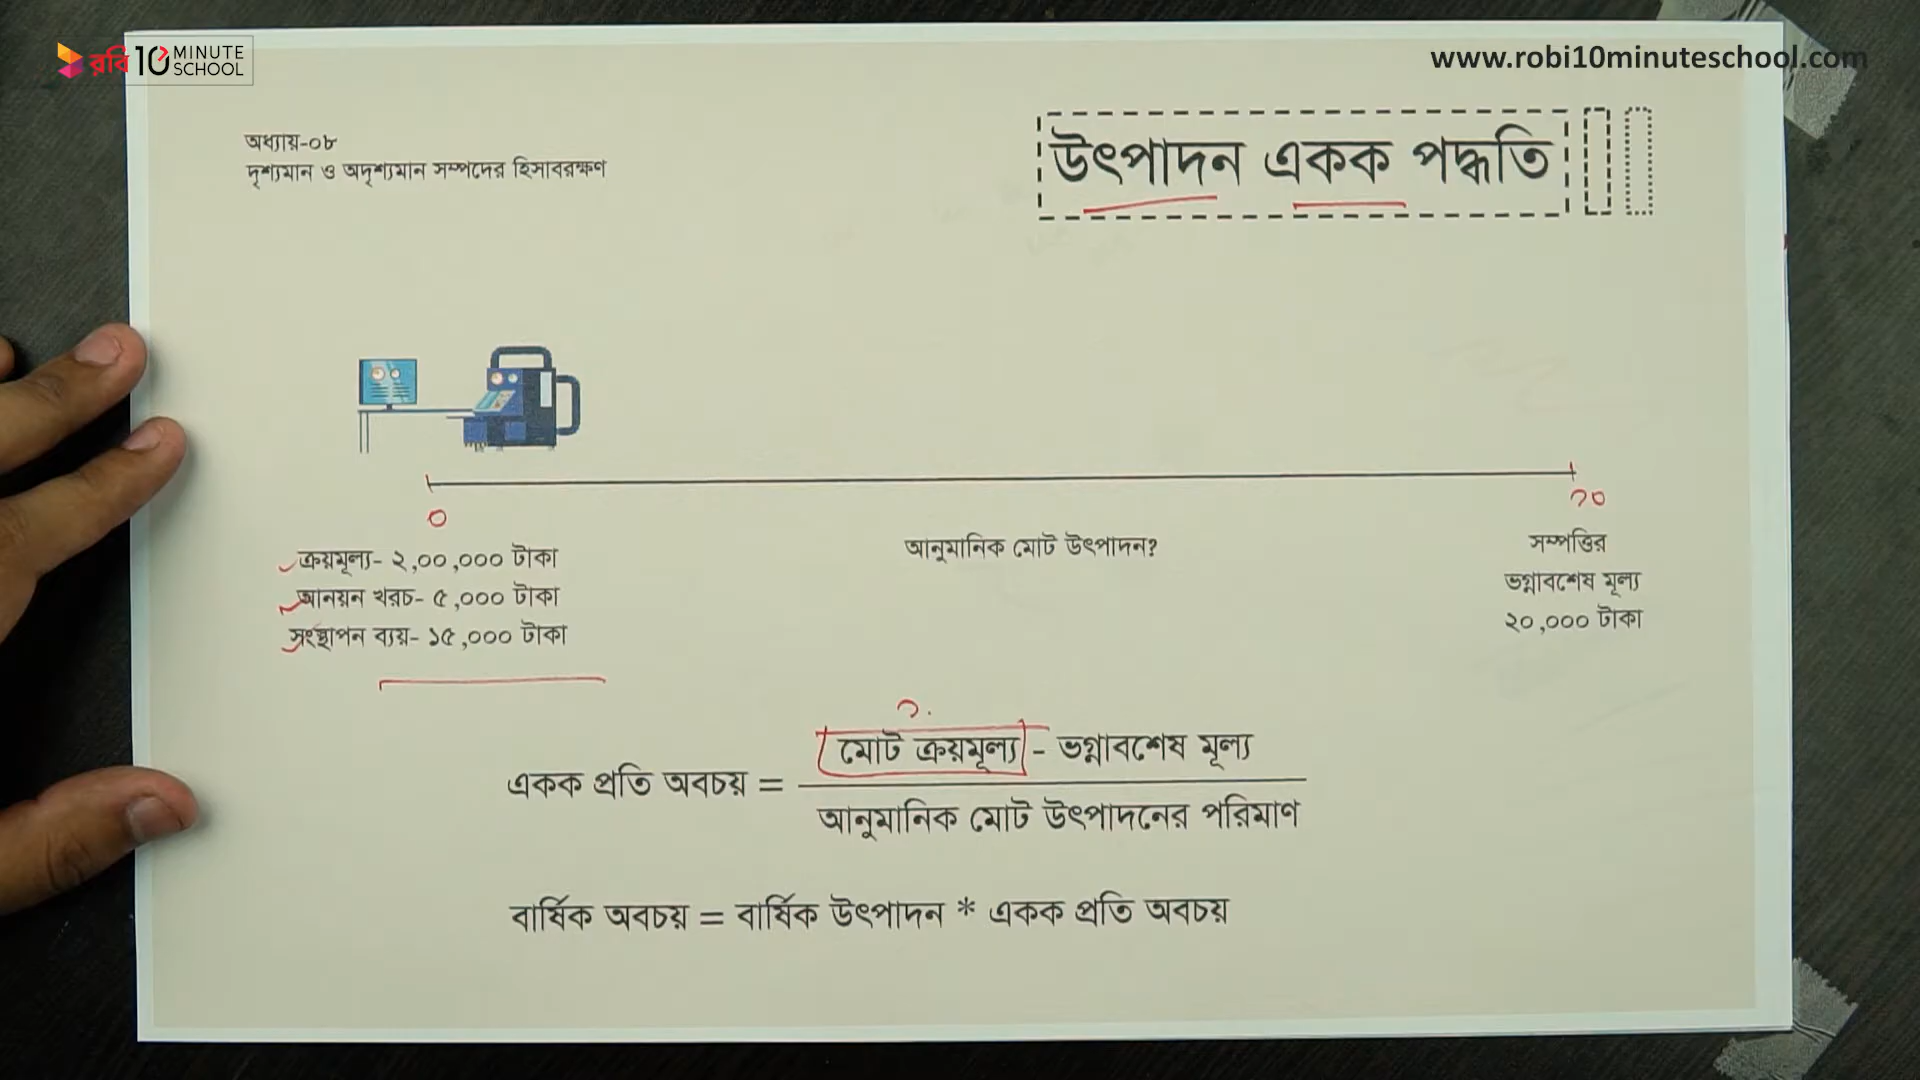 রবি 10 MINUTE SCHOOL
www.robi10minuteschool.com
অধ্যায়-০৮
দৃশ্যমান ও অদৃশ্যমান সম্পদের হিসাবরক্ষণ
উৎপাদন একক পদ্ধতি
০
১০
ক্রয়মূল্য- ২,০০,০০০ টাকা
আনয়ন খরচ- ৫,০০০ টাকা
সংস্থাপন ব্যয়- ১৫,০০০ টাকা
আনুমানিক মোট উৎপাদন?
সম্পত্তির
ভগ্নাবশেষ মূল্য
২০,০০০ টাকা
মোট ক্রয়মূল্য - ভগ্নাবশেষ মূল্য
একক প্রতি অবচয় =
আনুমানিক মোট উৎপাদনের পরিমাণ
বার্ষিক অবচয় = বার্ষিক উৎপাদন * একক প্রতি অবচয়